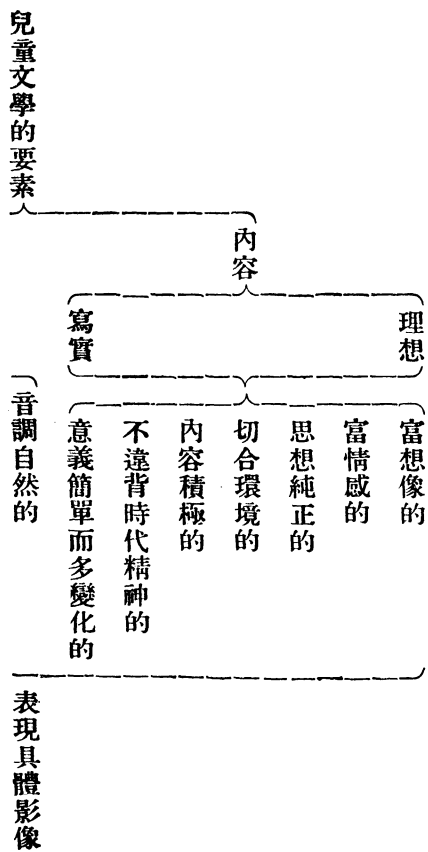 兒童文學的要素
內容
理想
寫實
富想像的
富情感的
思想純正的
切合環境的
內容積極的
不違背時代精神的
意義簡單而多變化的
音調自然的
表現具體影像